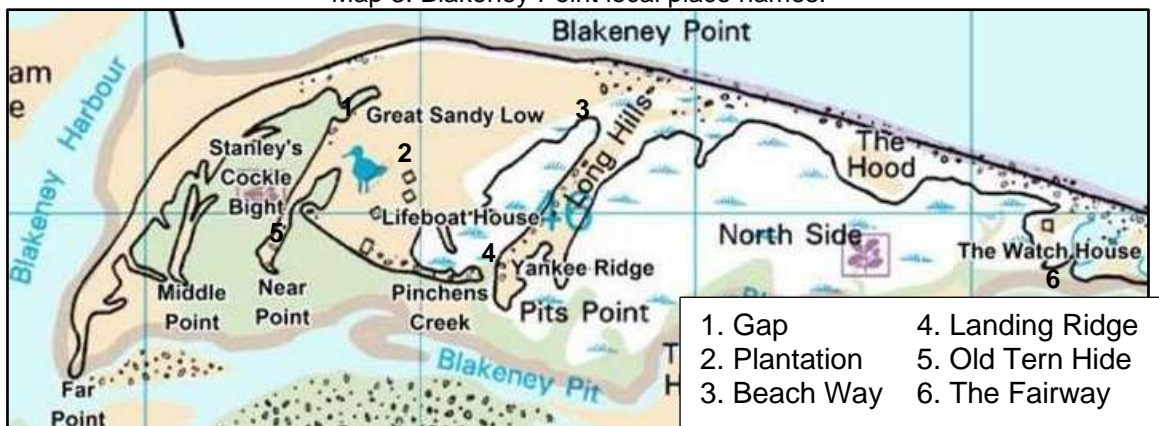 Map 3. Blakeney Point local place names.
Blakeney Point
am
e
Blakeney Harbour
1
Great Sandy Low
3
Long Hills
2
Stanley's
Cockle
Bight
The
Hood
Lifeboat House
5
North Side
4
Yankee Ridge
The Watch House
6
Middle
Point
Near
Point
Pinchens
Creek
Pits Point
Blakeney Pit
Far
Point
1. Gap
2. Plantation
3. Beach Way
4. Landing Ridge
5. Old Tern Hide
6. The Fairway